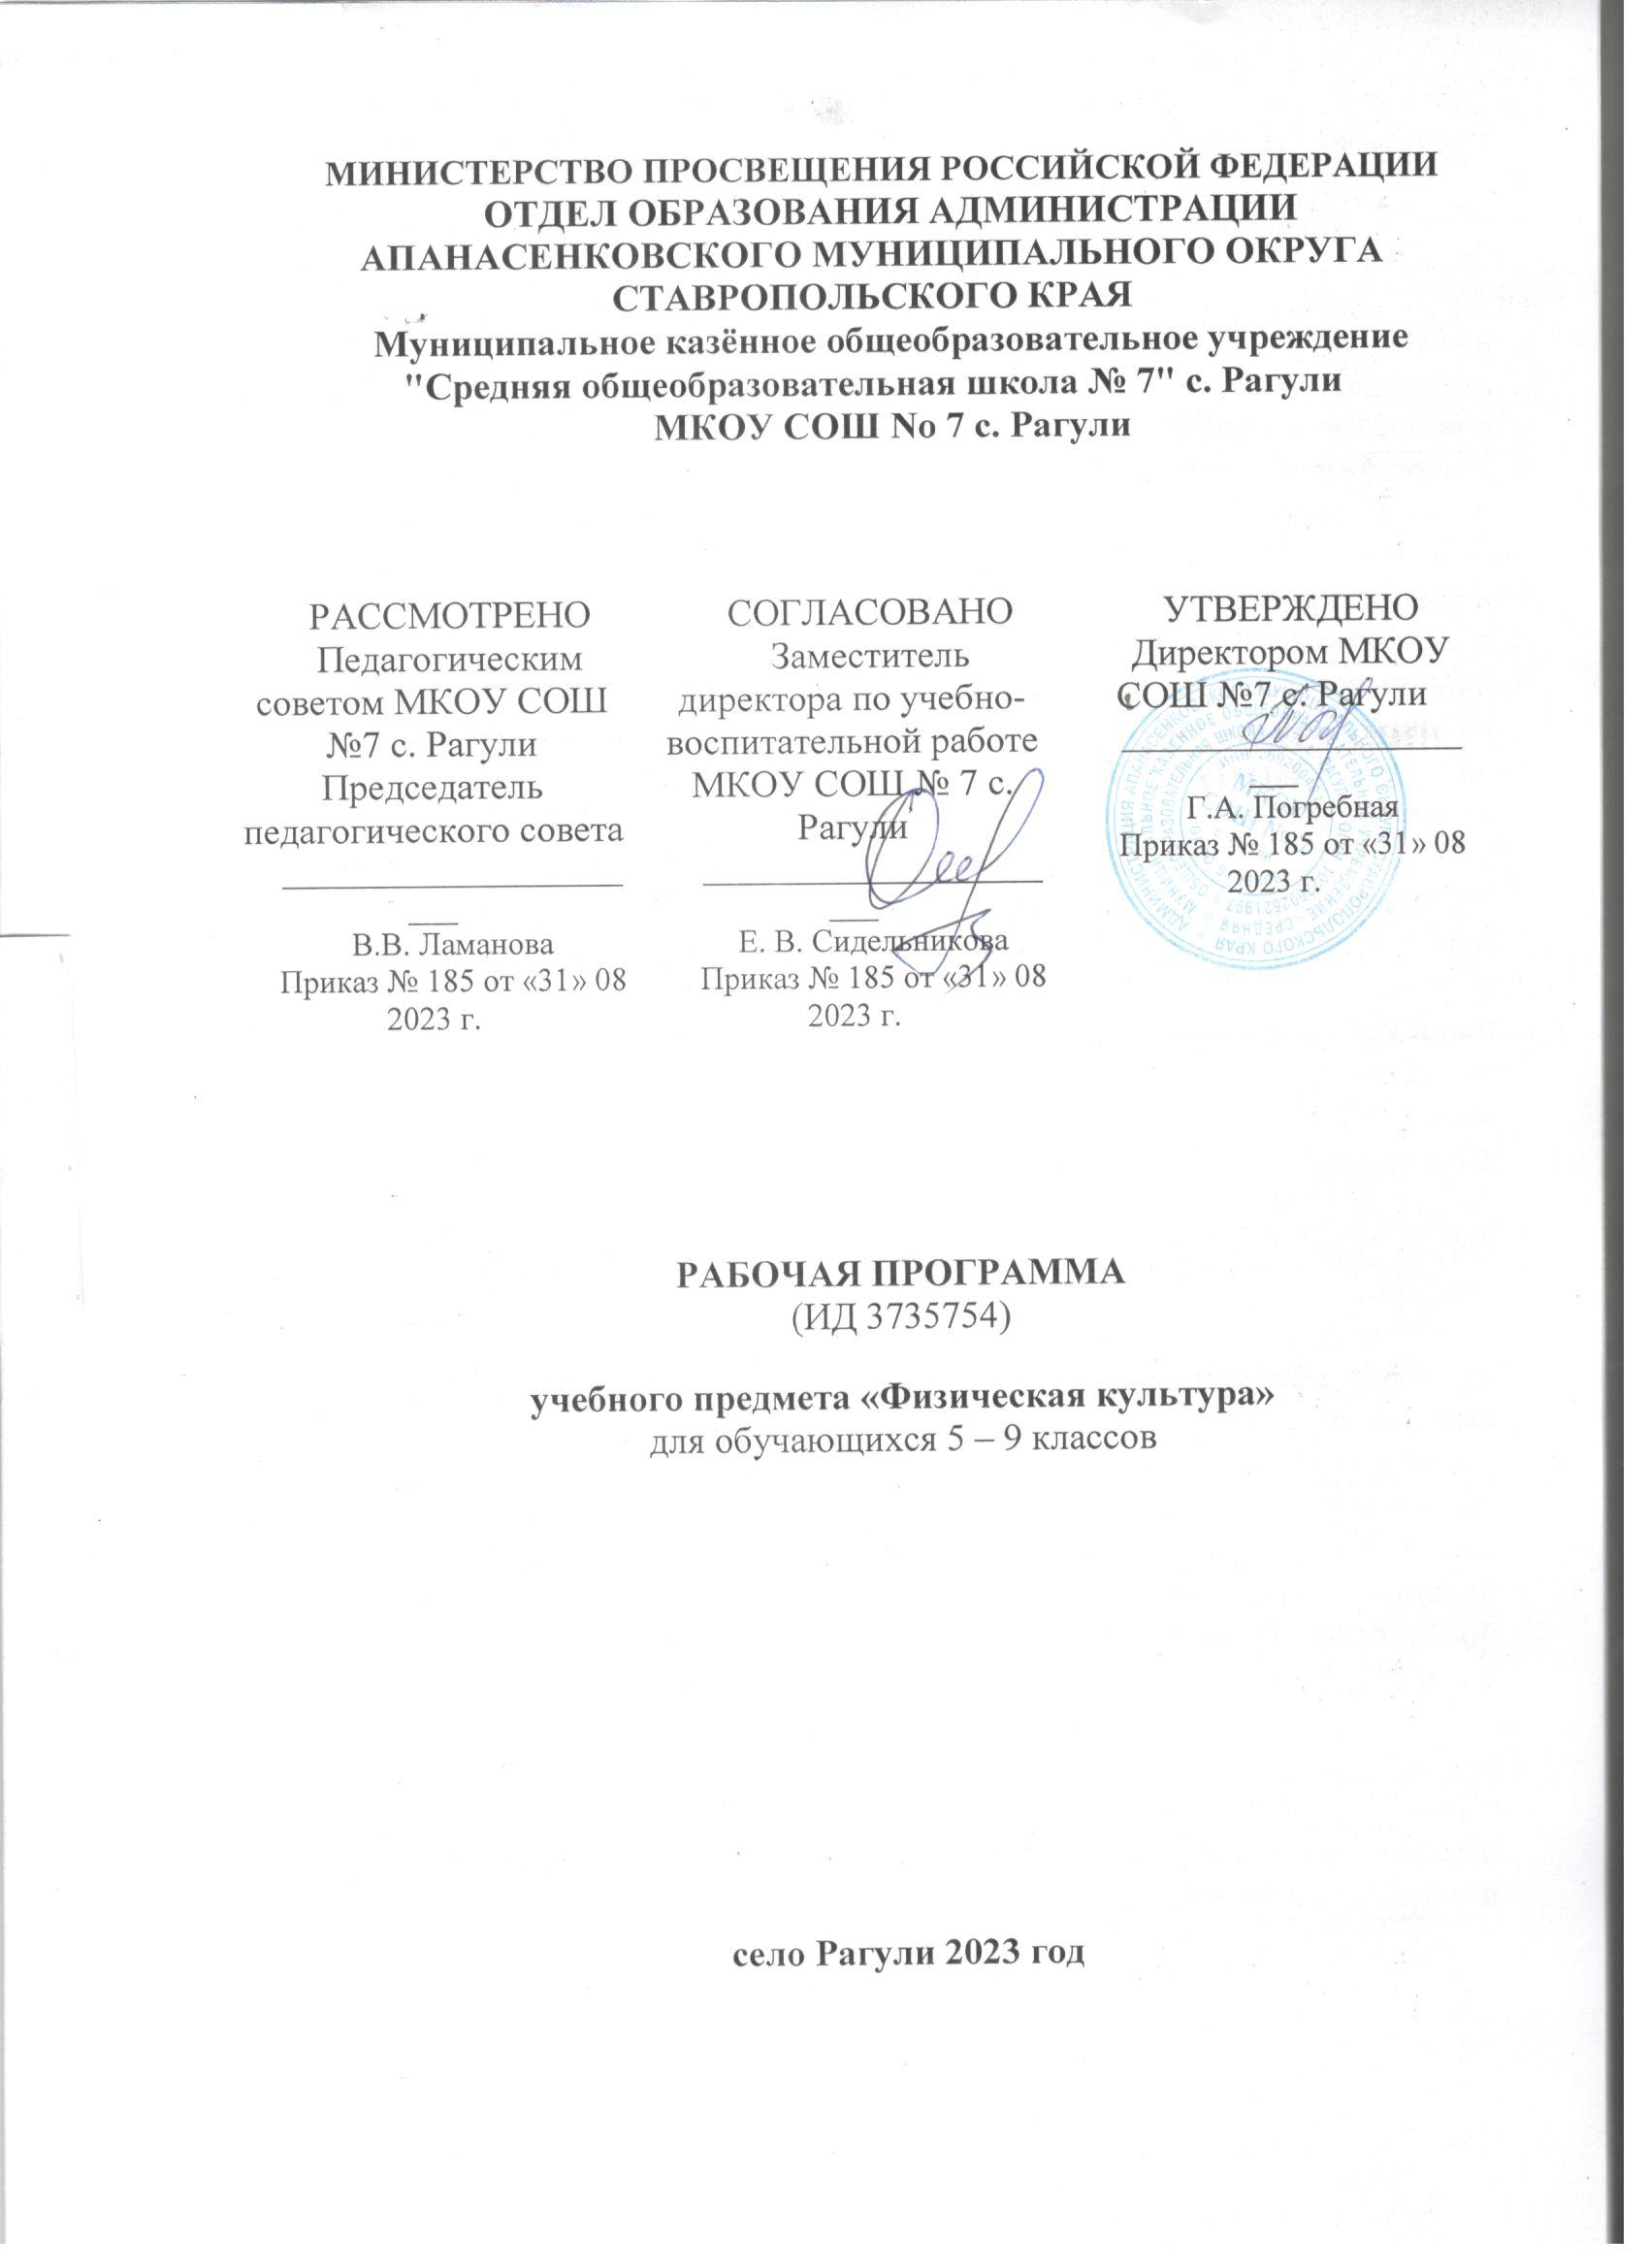 МИНИСТЕРСТВО ПРОСВЕЩЕНИЯ РОССИЙСКОЙ ФЕДЕРАЦИИ
ОТДЕЛ ОБРАЗОВАНИЯ АДМИНИСТРАЦИИ
АПАНАСЕНКОВСКОГО МУНИЦИПАЛЬНОГО ОКРУГА
СТАВРОПОЛЬСКОГО КРАЯ
Муниципальное казённое общеобразовательное учреждение
"Средняя общеобразовательная школа № 7" с. Рагули
МКОУ СОШ No 7 с. Рагули
РАССМОТРЕНО
Педагогическим
советом МКОУ СОШ
№7 с. Рагули
Председатель
педагогического совета
В.В. Ламанова
Приказ № 185 от «31» 08
2023 г.
СОГЛАСОВАНО
Заместитель
директора по учебно-
воспитательной работе
МКОУ СОШ № 7 с.
Рагули
Е. В. Сидельникова
Приказ № 185 от «31» 08
2023 г.
УТВЕРЖДЕНО
Директором МКОУ
СОШ №7 с. Рагули
Г.А. Погребная
Приказ № 185 от «31» 08
2023 г.
РАБОЧАЯ ПРОГРАММА
(ИД 3735754)
учебного предмета «Физическая культура»
для обучающихся 5 – 9 классов
село Рагули 2023 год